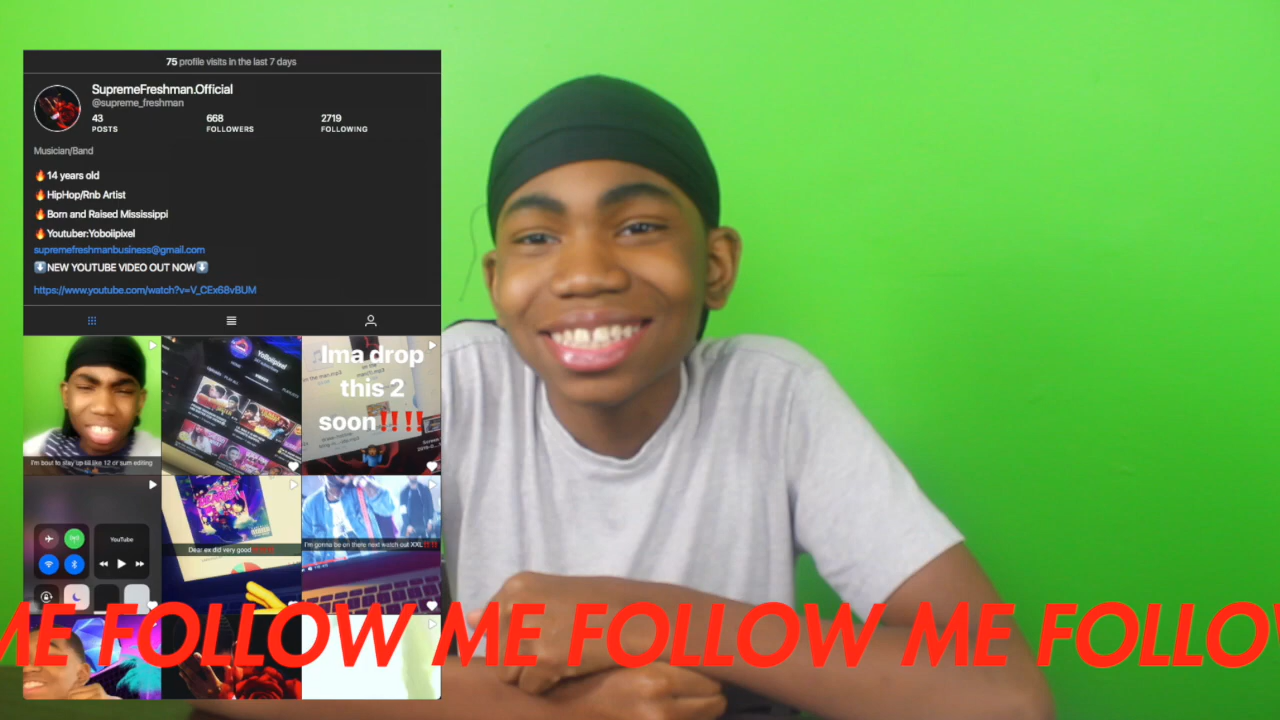 75 profile visits in the last 7 days
SupremeFreshman.Official
@supreme_freshman
43 668 2719
POSTS FOLLOWERS FOLLOWING
Musician/Band
🔥14 years old
🔥HipHop/Rnb Artist
🔥Born and Raised Mississippi
🔥Youtuber:Yoboiipixel
supremefreshmanbusiness@gmail.com
⬇️NEW YOUTUBE VIDEO OUT NOW⬇️
https://www.youtube.com/watch?v=V_CEx68vBUM
I'm bout to stay up till like 12 or sum editing
YoBoiipixel
Ima drop
this 2
soon‼️‼️
YouTube
Dear ex did very good
I'm gonna be on there next watch out XXL‼️
ME FOLLOW ME FOLLOW ME FOLLOW